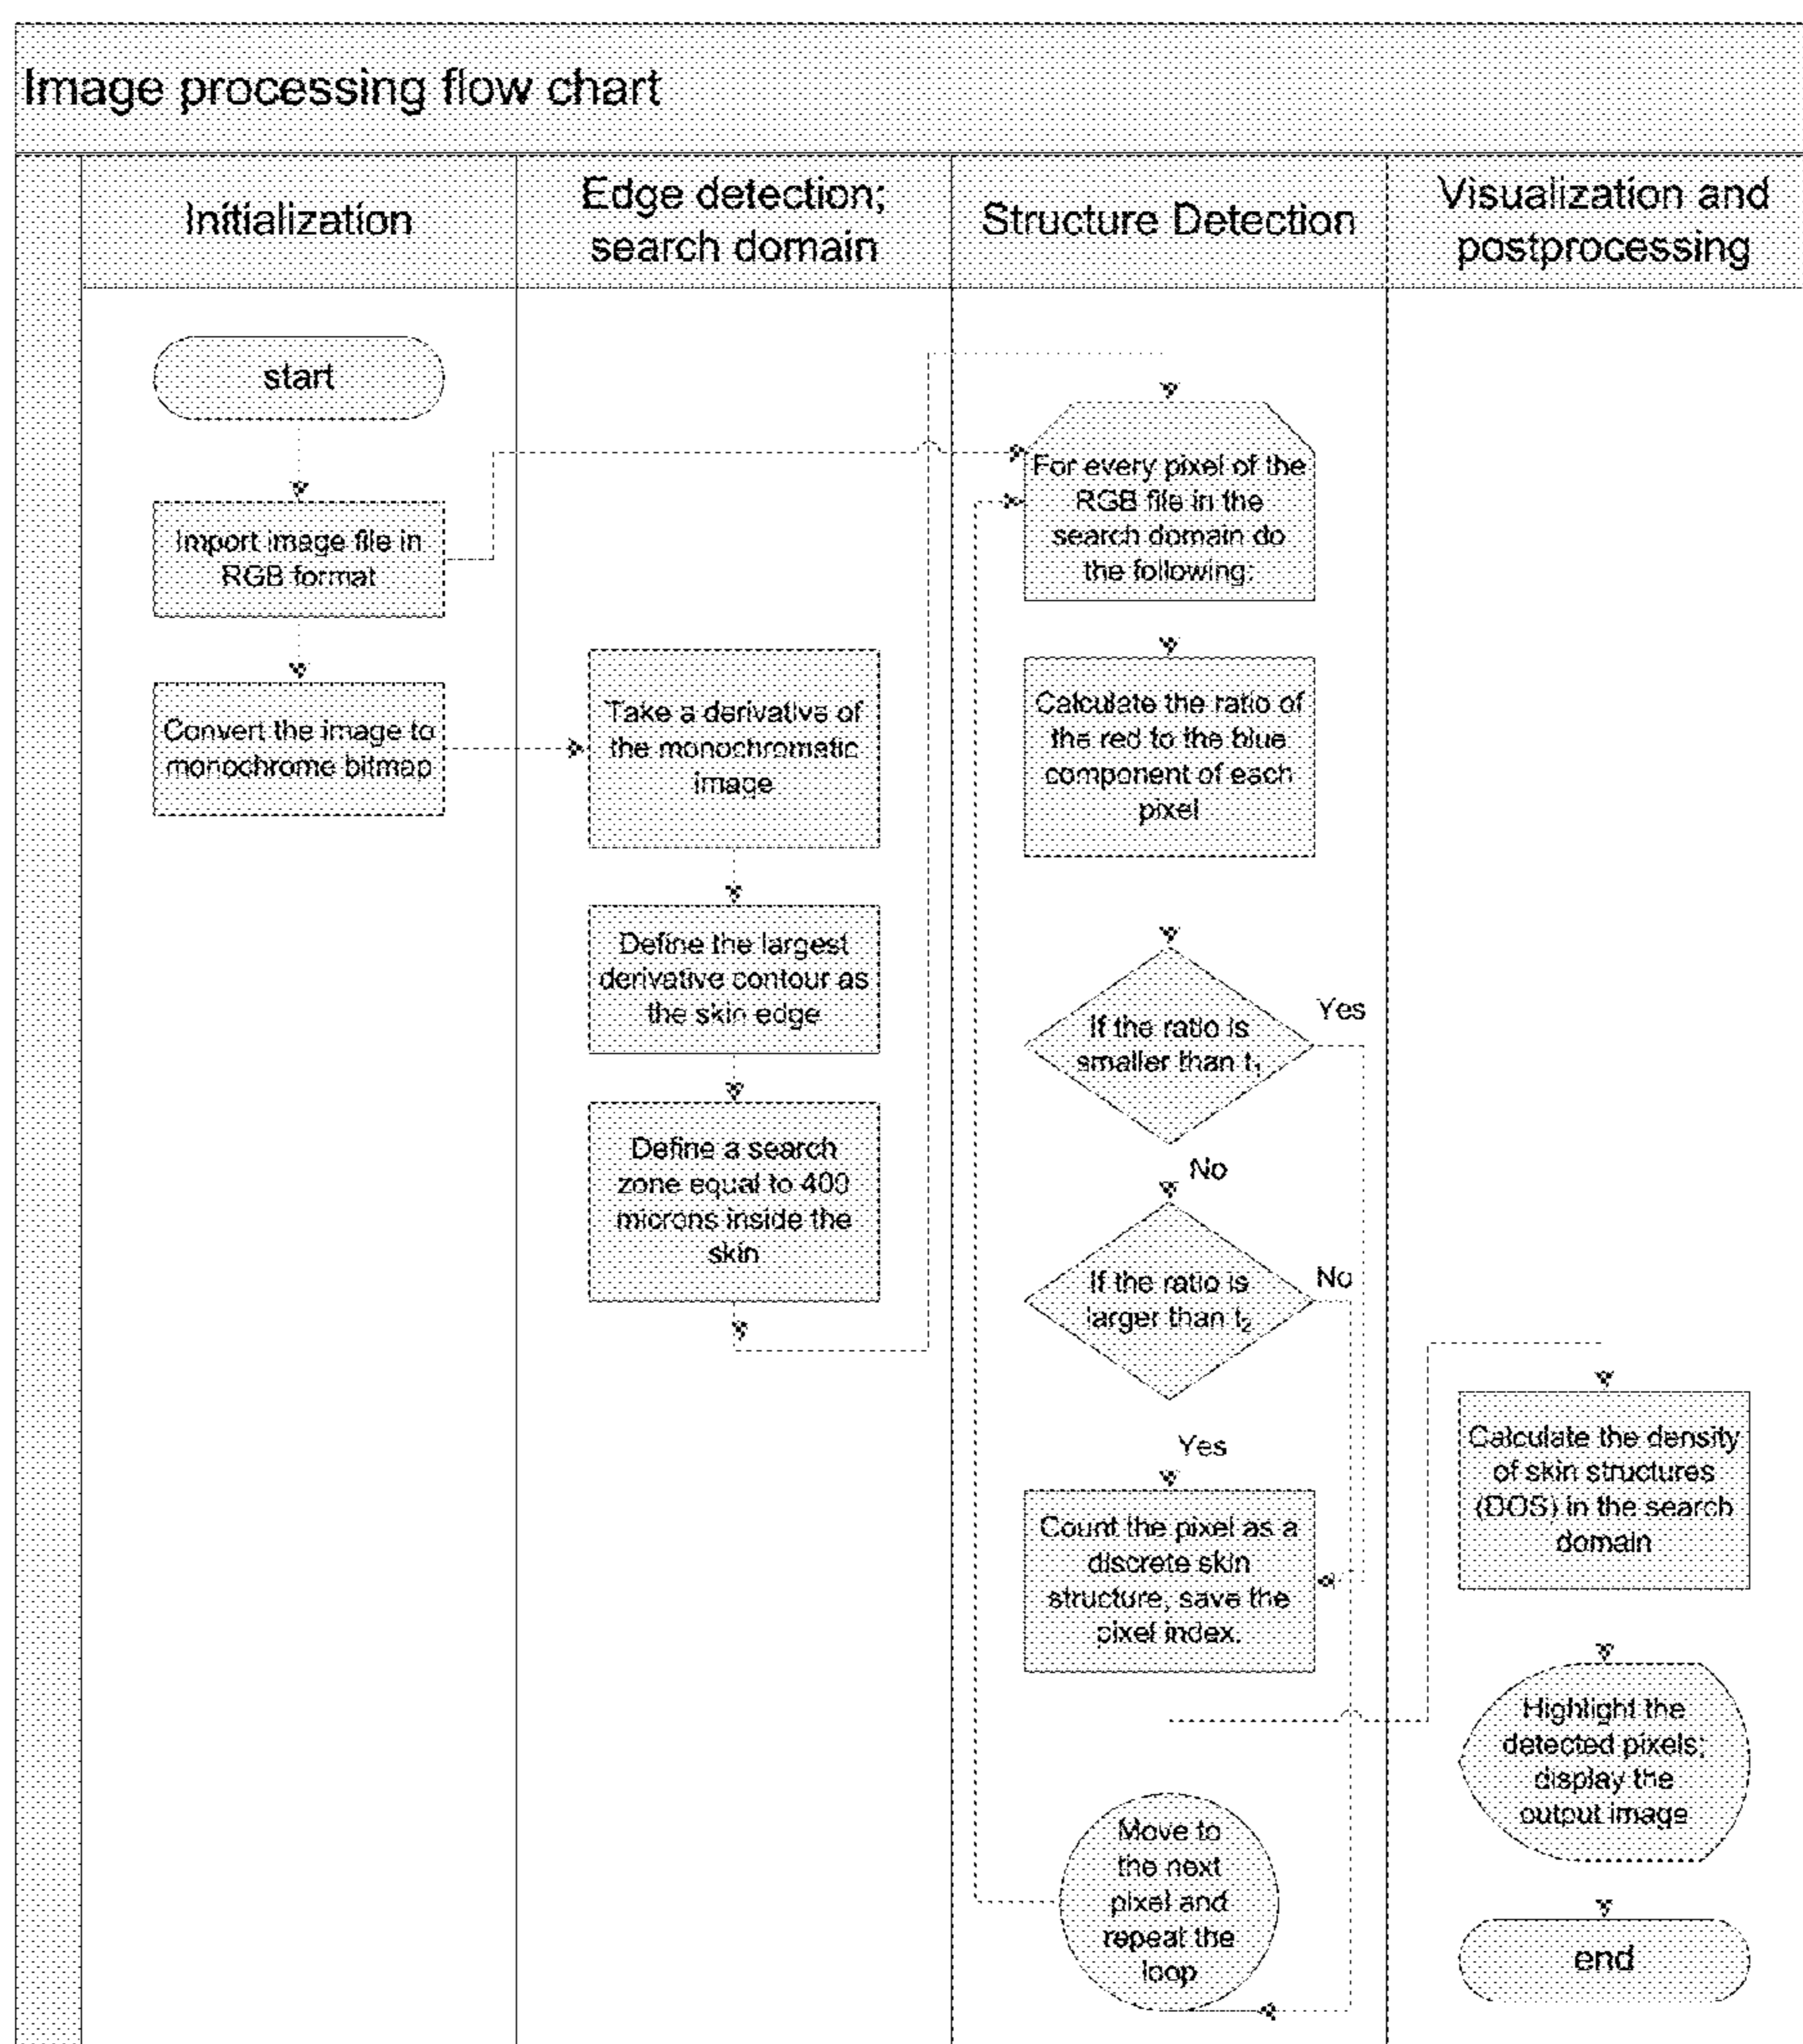 Image processing flow chart
Initialization
Edge detection;
search domain
Structure Detection
Visualization and
postprocessing
start
Import image file in
RGB format
Convert the image to
monochrome bitmap
Take a derivative of
the monochromatic
image
Define the largest
derivative contour as
the skin edge
Define a search
zone equal to 400
microns inside the
skin
For every pixel of the
RGB file in the
search domain do
the following:
Calculate the ratio of
the red to the blue
component of each
pixel
If the ratio is
smaller than t₁
Yes
No
If the ratio is
larger than t₂
No
Yes
Count the pixel as a
discrete skin
structure, save the
pixel index.
Move to
the next
pixel and
repeat the
loop
Calculate the density
of skin structures
(DOS) in the search
domain
Highlight the
detected pixels;
display the
output image
end